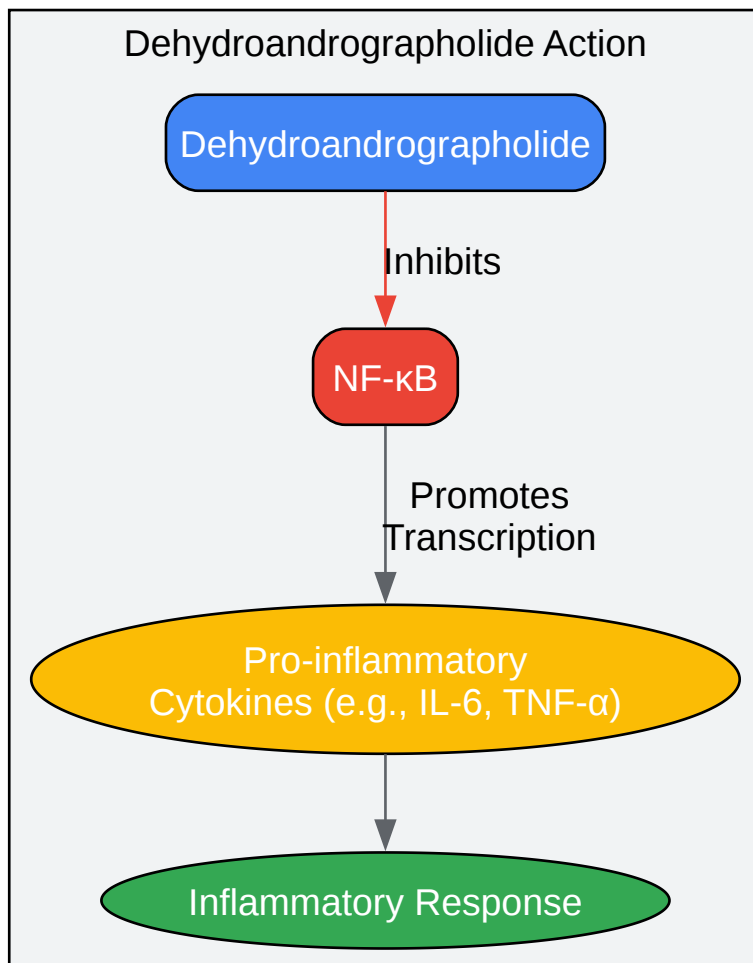 Dehydroandrographolide Action
Dehydroandrographolide
Inhibits
NF-κB
Promotes
Transcription
Pro-inflammatory
Cytokines (e.g., IL-6, TNF-α)
Inflammatory Response